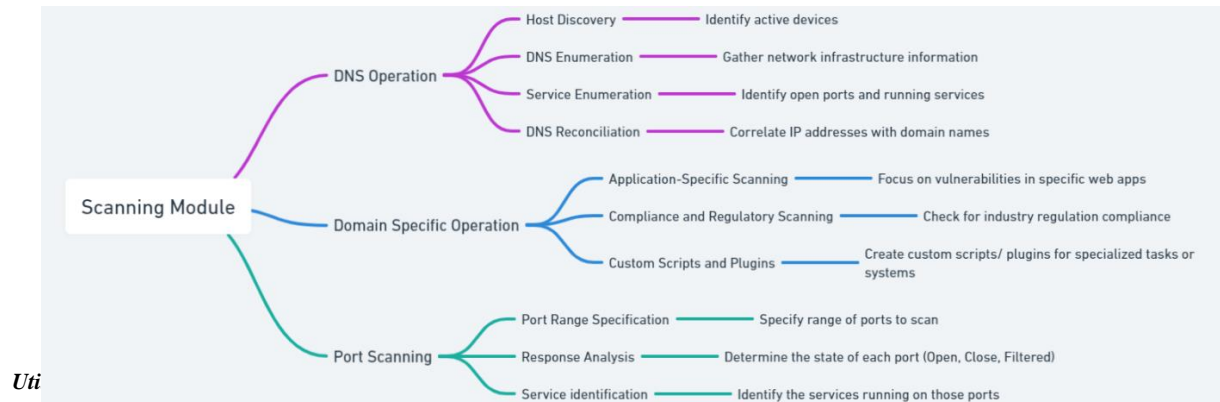 Scanning Module
DNS Operation
Host Discovery
Identify active devices
DNS Enumeration
Gather network infrastructure information
Service Enumeration
Identify open ports and running services
DNS Reconciliation
Correlate IP addresses with domain names
Domain Specific Operation
Application-Specific Scanning
Focus on vulnerabilities in specific web apps
Compliance and Regulatory Scanning
Check for industry regulation compliance
Custom Scripts and Plugins
Create custom scripts/ plugins for specialized tasks or
systems
Port Scanning
Port Range Specification
Specify range of ports to scan
Response Analysis
Determine the state of each port (Open, Close, Filtered)
Service identification
Identify the services running on those ports
Uti